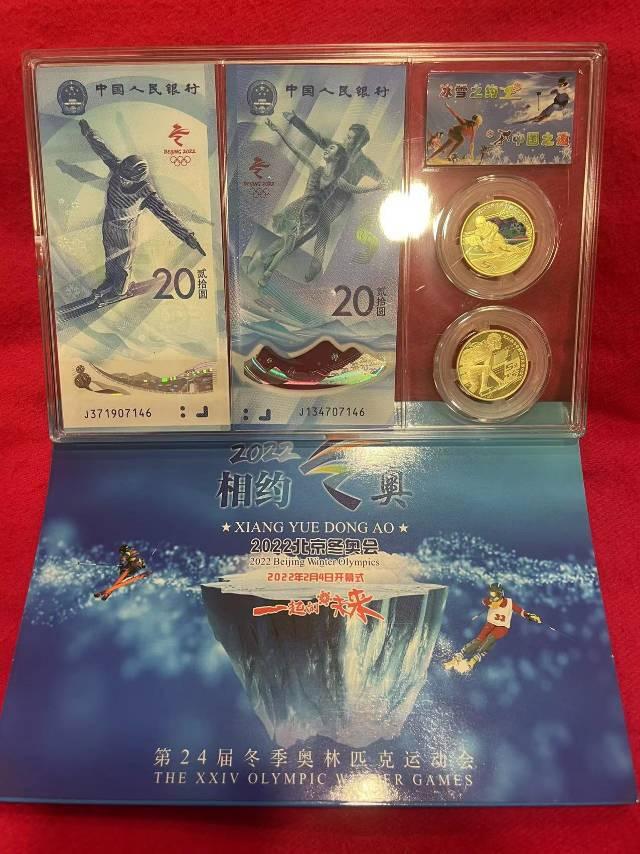 中国人民银行
BEIJING 2022
20
贰拾圆
J371907146
中国人民银行
BEIJING 2022
20
贰拾圆
J134707146
冰雪之约
中国之邀
2022
相约 冬奥
★XIANG YUE DONG AO★
2022北京冬奥会
2022 Beijing Winter Olympics
2022年2月4日开幕式
一起向未来
33
第24届冬季奥林匹克运动会
THE XXIV OLYMPIC WINTER GAMES